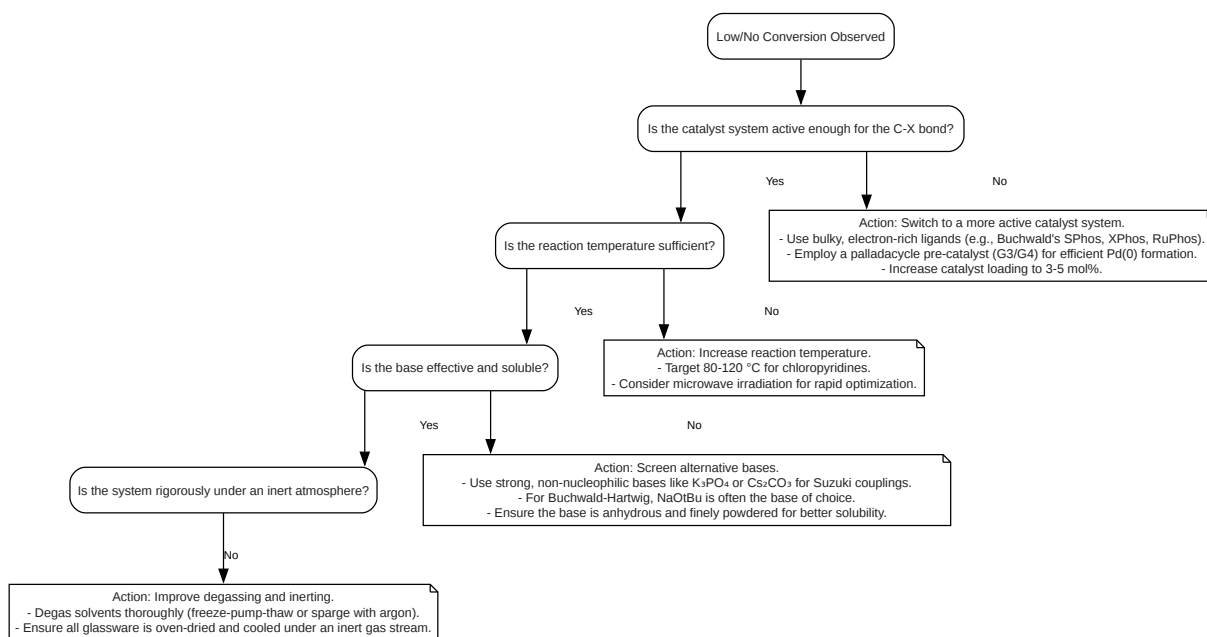 Low/No Conversion Observed
Is the catalyst system active enough for the C-X bond?
Yes
No
Action: Switch to a more active catalyst system.
- Use bulky, electron-rich ligands (e.g., Buchwald's SPhos, XPhos, RuPhos).
- Employ a palladacycle pre-catalyst (G3/G4) for efficient Pd(0) formation.
- Increase catalyst loading to 3-5 mol%.
Is the reaction temperature sufficient?
Yes
No
Action: Increase reaction temperature.
- Target 80-120 °C for chloropyridines.
- Consider microwave irradiation for rapid optimization.
Is the base effective and soluble?
Yes
No
Action: Screen alternative bases.
- Use strong, non-nucleophilic bases like K₃PO₄ or Cs₂CO₃ for Suzuki couplings.
- For Buchwald-Hartwig, NaOtBu is often the base of choice.
- Ensure the base is anhydrous and finely powdered for better solubility.
Is the system rigorously under an inert atmosphere?
No
Action: Improve degassing and inerting.
- Degas solvents thoroughly (freeze-pump-thaw or sparge with argon).
- Ensure all glassware is oven-dried and cooled under an inert gas stream.